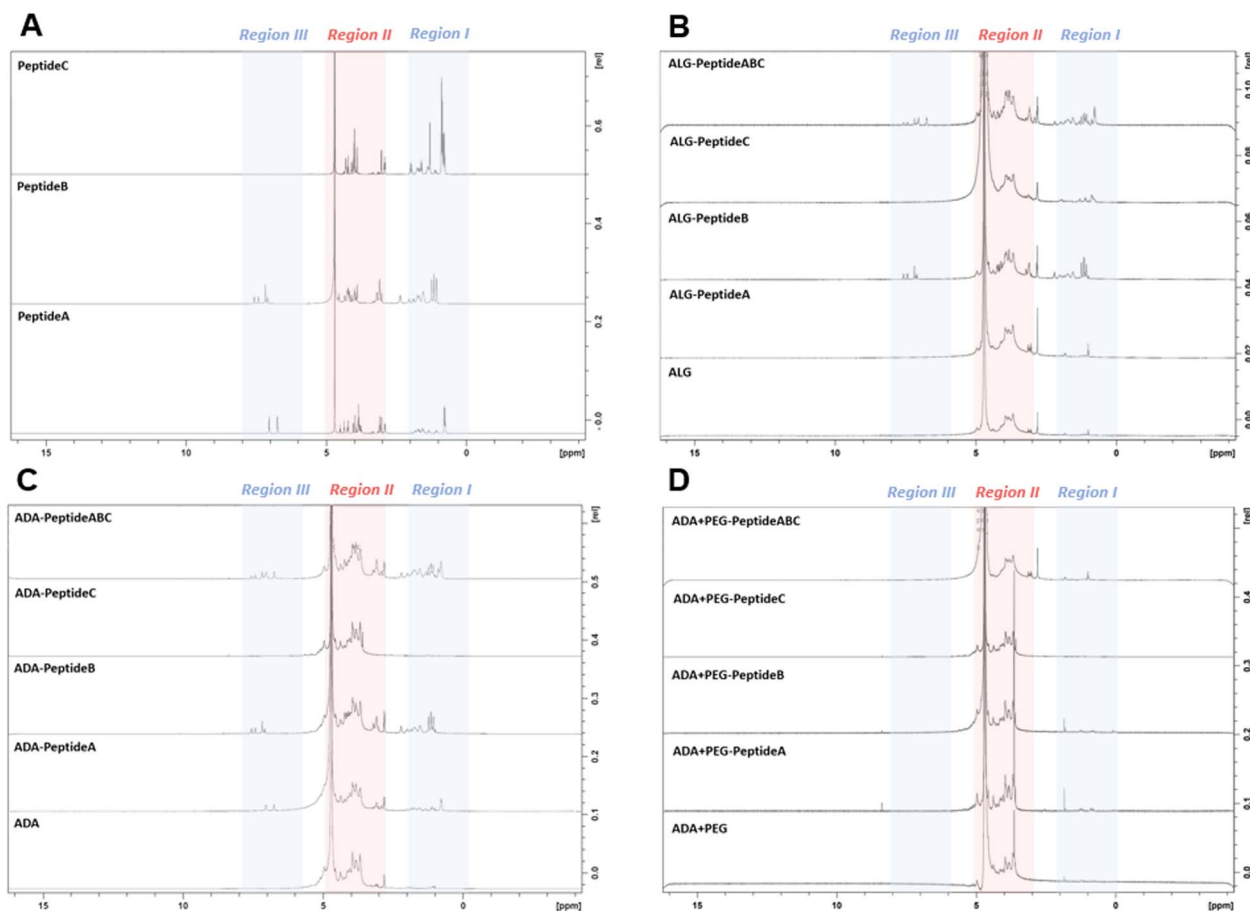 A
Region III Region II Region I
PeptideC
PeptideB
PeptideA
[rel]
0.6
0.4
0.2
- 0.0
15 10 5 0 [ppm]
B
Region III Region II Region I
ALG-PeptideABC
ALG-PeptideC
ALG-PeptideB
ALG-PeptideA
ALG
[rel]
0.10
0.08
0.06
0.04
0.02
0.00
15 10 5 0 [ppm]
C
Region III Region II Region I
ADA-PeptideABC
ADA-PeptideC
ADA-PeptideB
ADA-PeptideA
ADA
[rel]
0.5
0.4
0.3
0.2
0.1
0.0
15 10 5 0 [ppm]
D
Region III Region II Region I
ADA+PEG-PeptideABC
ADA+PEG-PeptideC
ADA+PEG-PeptideB
ADA+PEG-PeptideA
ADA+PEG
[rel]
0.4
0.3
0.2
0.1
0.0
15 10 5 0 [ppm]